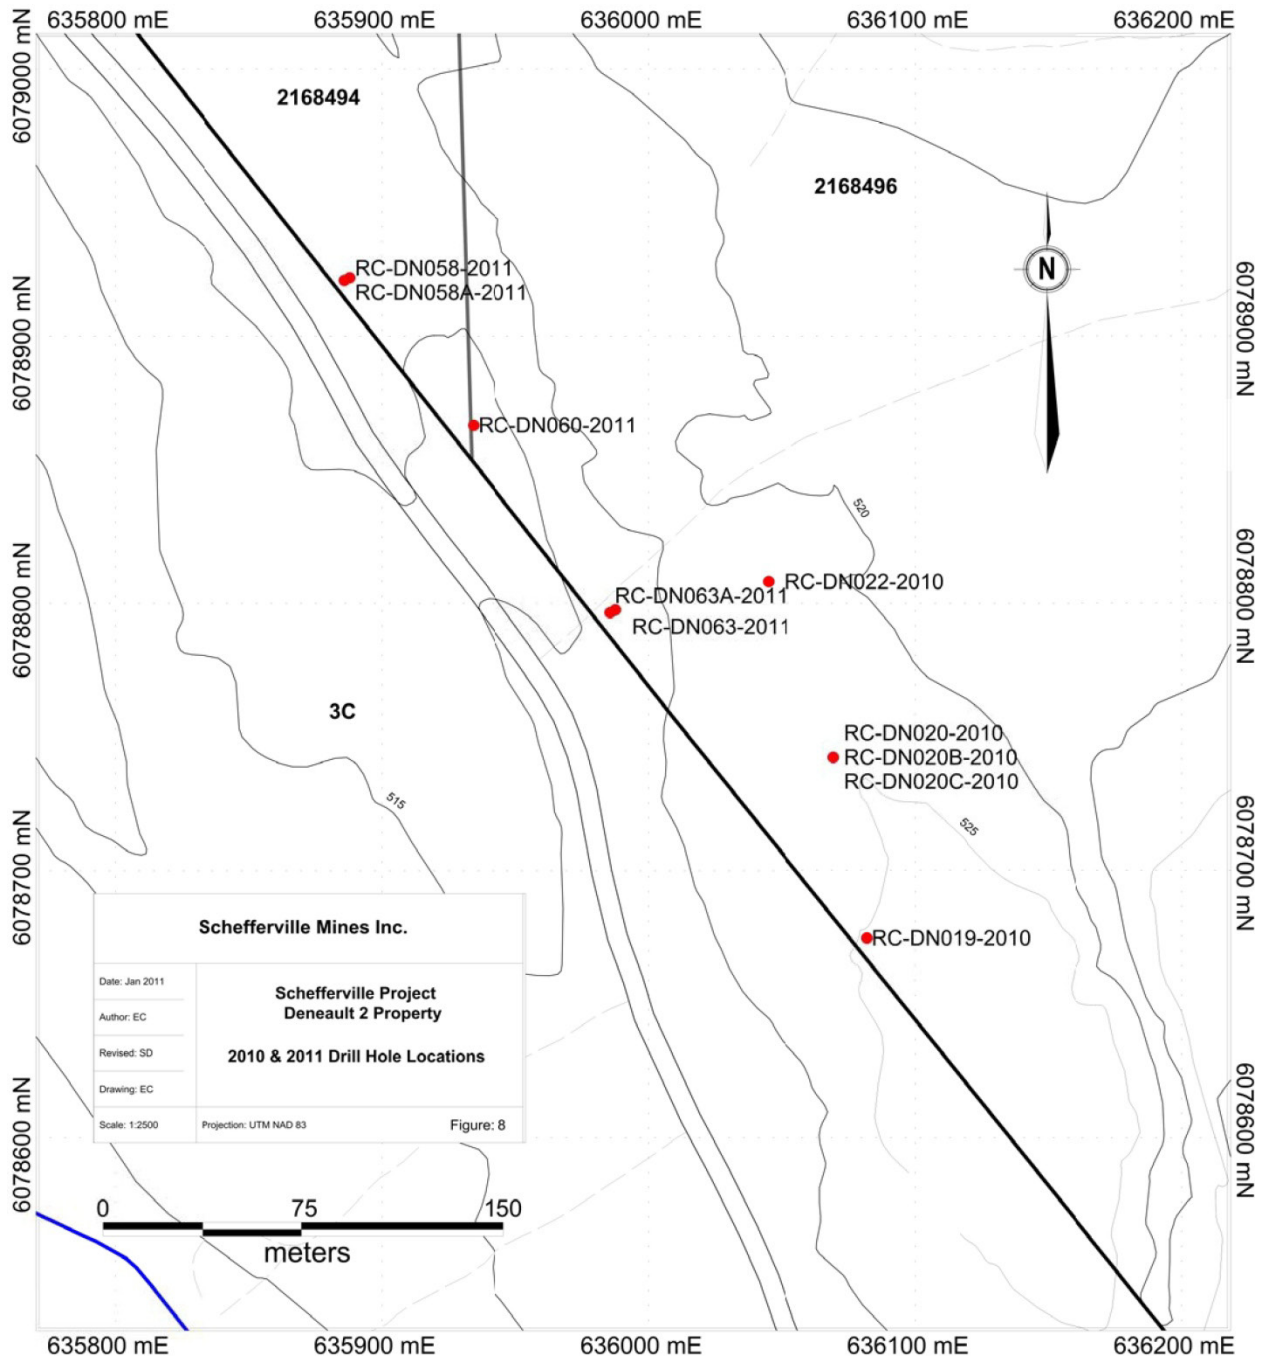 635800 mE 635900 mE 636000 mE 636100 mE 636200 mE
6079000 mN
2168494
2168496
N
RC-DN058-2011
RC-DN058A-2011
6078900 mN
6078900 mN
RC-DN060-2011
520
RC-DN022-2010
RC-DN063A-2011
RC-DN063-2011
6078800 mN
6078800 mN
3C
RC-DN020-2010
RC-DN020B-2010
RC-DN020C-2010
515
525
6078700 mN
6078700 mN
RC-DN019-2010
Schefferville Mines Inc.
Date: Jan 2011
Author: EC
Revised: SD
Drawing: EC
Scale: 1:2500
Schefferville Project
Deneault 2 Property
2010 & 2011 Drill Hole Locations
Projection: UTM NAD 83
Figure: 8
6078600 mN
6078600 mN
0 75 150
meters
635800 mE 635900 mE 636000 mE 636100 mE 636200 mE